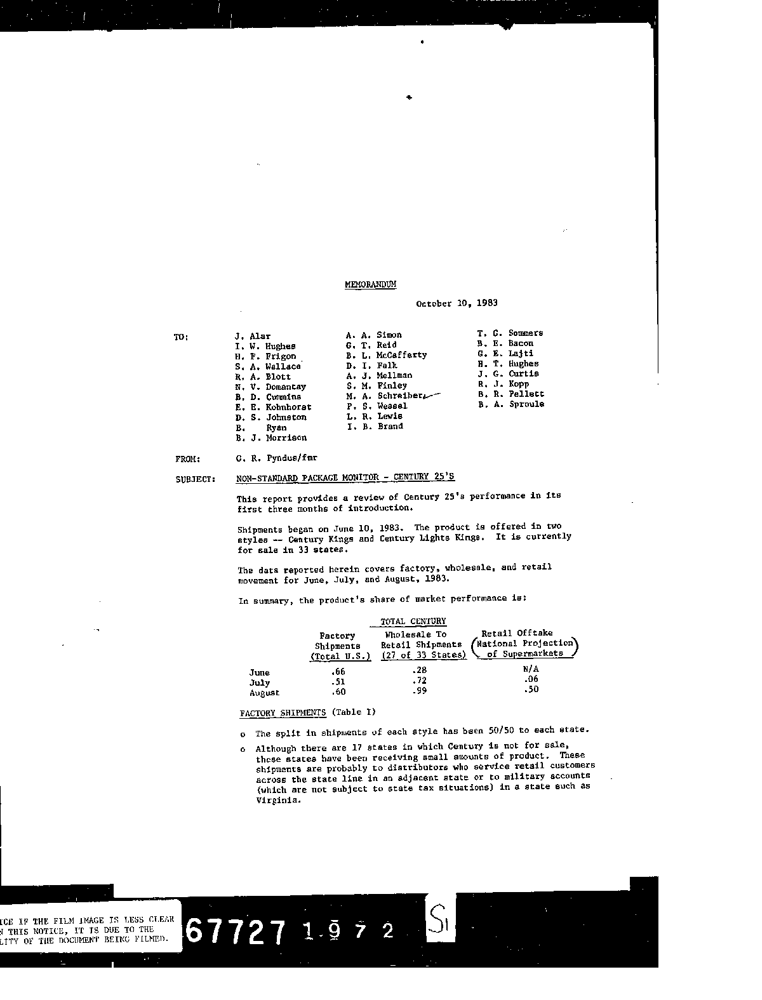 MEMORANDUM
October 10, 1983
TO:
J. Alar
I. W. Hughes
H. F. Frigon
S. A. Wallace
R. A. Blott
N. V. Domantay
B. D. Cummins
E. E. Kohnhorst
D. S. Johnston
B. Ryan
B. J. Morrison
A. A. Simon
G. T. Reid
B. L. McCafferty
D. I. Falk
A. J. Mellman
S. M. Finley
M. A. Schreiber
P. S. Wessel
L. R. Lewis
I. B. Brand
T. G. Sommers
B. E. Bacon
G. E. Lajti
H. T. Hughes
J. G. Curtis
R. J. Kopp
B. R. Pellett
B. A. Sproule
FROM: G. R. Pyndus/fmr
SUBJECT: NON-STANDARD PACKAGE MONITOR - CENTURY 25'S
This report provides a review of Century 25's performance in its
first three months of introduction.
Shipments began on June 10, 1983. The product is offered in two
styles -- Century Kings and Century Lights Kings. It is currently
for sale in 33 states.
The data reported herein covers factory, wholesale, and retail
movement for June, July, and August, 1983.
In summary, the product's share of market performance is:
TOTAL CENTURY
Factory Wholesale To Retail Offtake
Shipments Retail Shipments (National Projection)
(Total U.S.) (27 of 33 States) of Supermarkets
June .66 .28 N/A
July .51 .72 .06
August .60 .99 .50
FACTORY SHIPMENTS (Table I)
o The split in shipments of each style has been 50/50 to each state.
o Although there are 17 states in which Century is not for sale,
these states have been receiving small amounts of product. These
shipments are probably to distributors who service retail customers
across the state line in an adjacent state or to military accounts
(which are not subject to state tax situations) in a state such as
Virginia.
ICE IF THE FILM IMAGE IS LESS CLEAR
N THIS NOTICE, IT IS DUE TO THE
LITY OF THE DOCUMENT BEING FILMED.
67727 1972